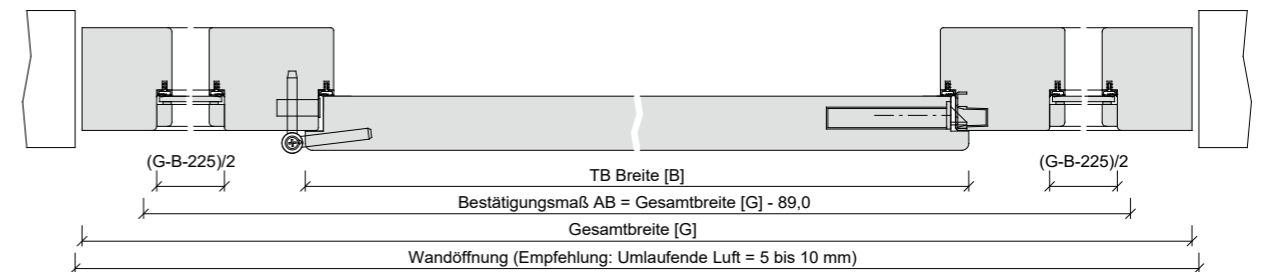 (G-B-225)/2 (G-B-225)/2
TB Breite [B]
Bestätigungsmaß AB = Gesamtbreite [G] - 89,0
Gesamtbreite [G]
Wandöffnung (Empfehlung: Umlaufende Luft = 5 bis 10 mm)